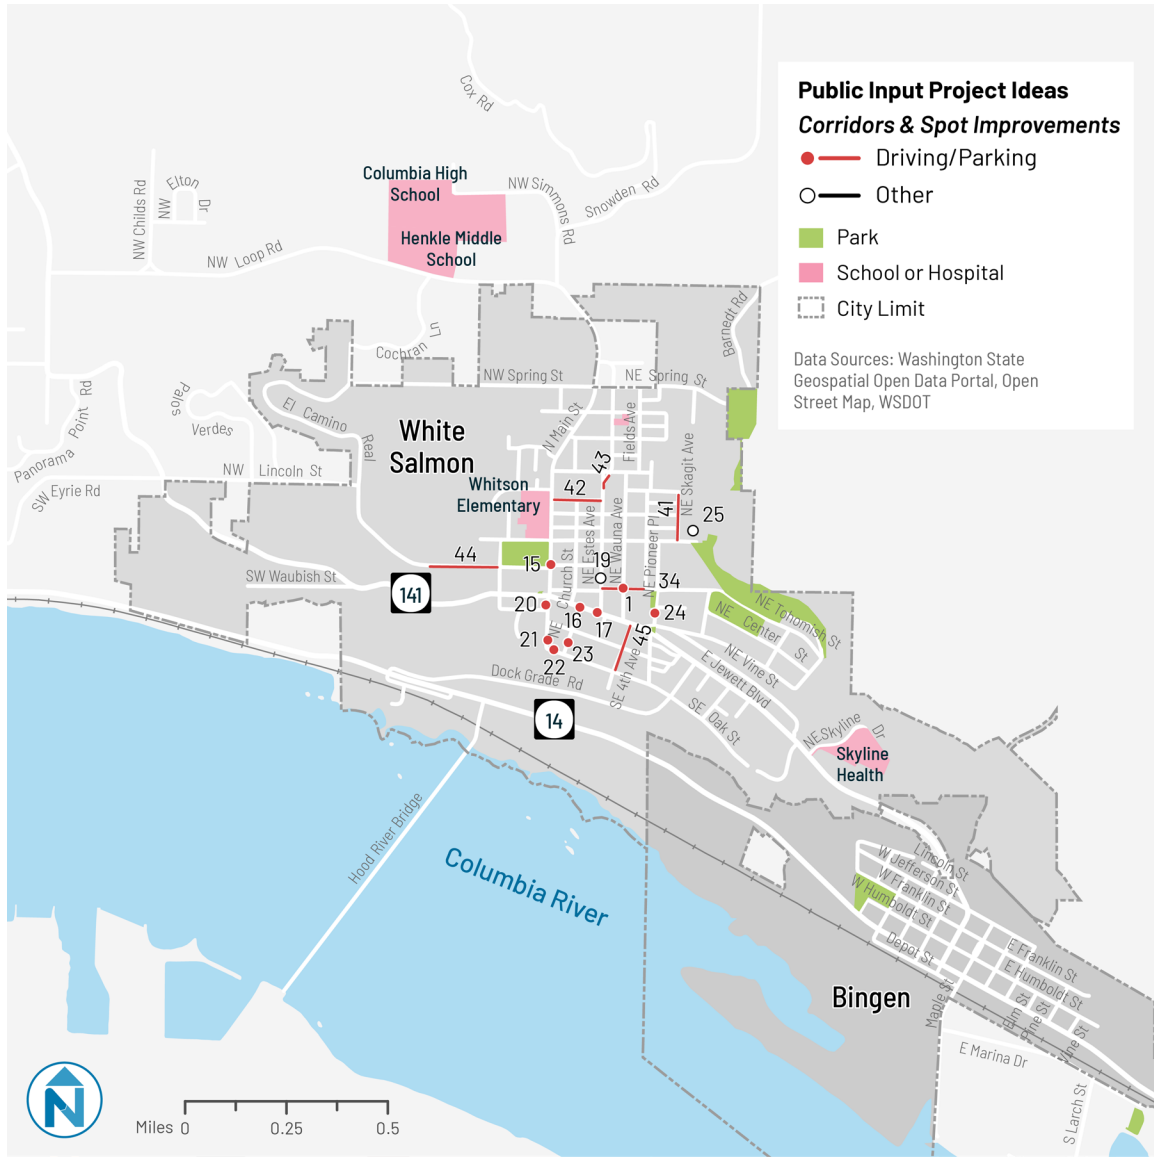 Public Input Project Ideas
Corridors & Spot Improvements
Driving/Parking
Other
Park
School or Hospital
City Limit
Data Sources: Washington State
Geospatial Open Data Portal, Open
Street Map, WSDOT
Cox Rd
Columbia High
School
Henkle Middle
School
NW Simmons Rd
Snowden Rd
NW Childs Rd
NW Elton Dr
NW Loop Rd
Cochran Ln
Barnedt Rd
NW Spring St
NE Spring St
Palos Verdes
El Camino Real
Panorama Point Rd
SW Eyrie Rd
NW Lincoln St
N Main St
Fields Ave
White
Salmon
Whitson
Elementary
43
42
41
NE Skagit Ave
25
NE Estes Ave
NE Wauna Ave
NE Pioneer Pl
44
15
19
34
SW Waubish St
141
20
NE Church St
16
1
17
24
21
22
23
45
NE Tohomish St
NE Center St
NE Vine St
E Jewett Blvd
SE 4th Ave
SE Oak St
Dock Grade Rd
14
NE Skyline Dr
Skyline
Health
Hood River Bridge
Columbia River
Lincoln St
W Jefferson St
W Franklin St
W Humboldt St
Depot St
E Franklin St
E Humboldt St
Maple St
Elm St
Pine St
Bingen
E Marina Dr
S Larch St
N
Miles 0
0.25
0.5